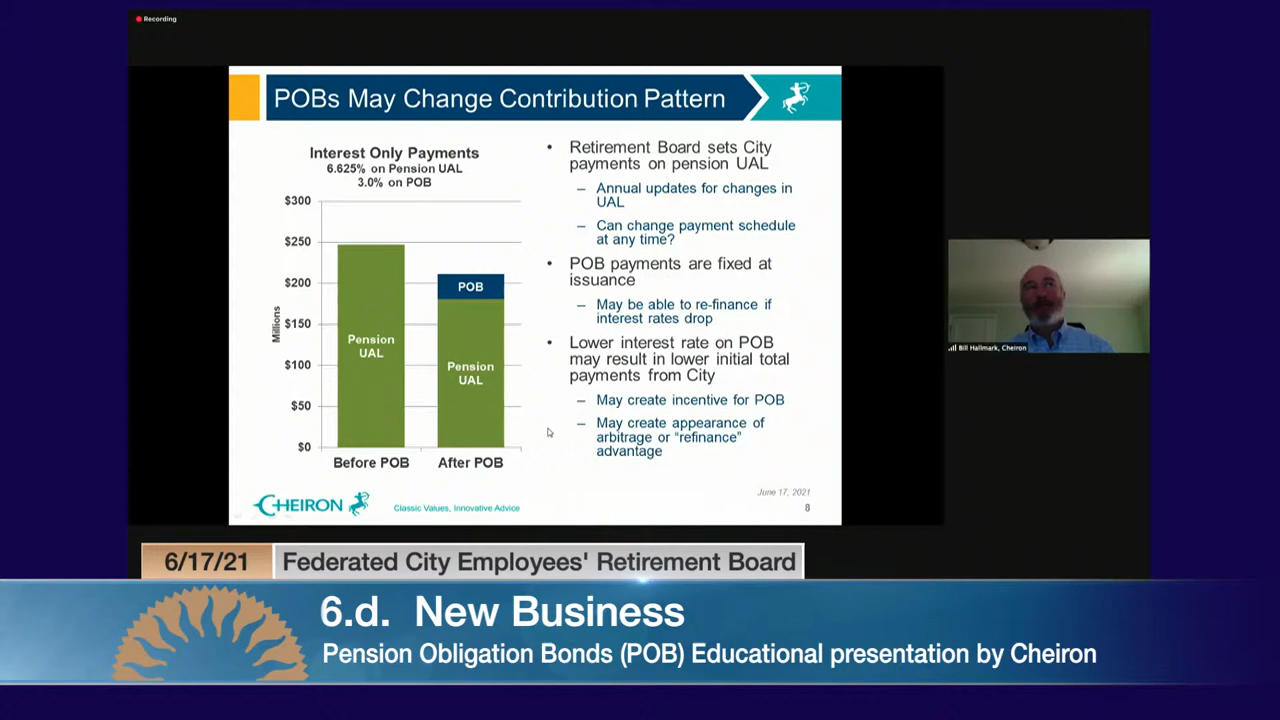 Recording
POBs May Change Contribution Pattern
Interest Only Payments
6.625% on Pension UAL
3.0% on POB
$300
$250
$200
$150
$100
$50
$0
Millions
Pension
UAL
POB
Pension
UAL
Before POB
After POB
• Retirement Board sets City
payments on pension UAL
– Annual updates for changes in
UAL
– Can change payment schedule
at any time?
• POB payments are fixed at
issuance
– May be able to re-finance if
interest rates drop
• Lower interest rate on POB
may result in lower initial total
payments from City
– May create incentive for POB
– May create appearance of
arbitrage or “refinance”
advantage
CHEIRON
Classic Values, Innovative Advice
June 17, 2021
8
Bill Hallmark, Cheiron
6/17/21
Federated City Employees' Retirement Board
6.d. New Business
Pension Obligation Bonds (POB) Educational presentation by Cheiron